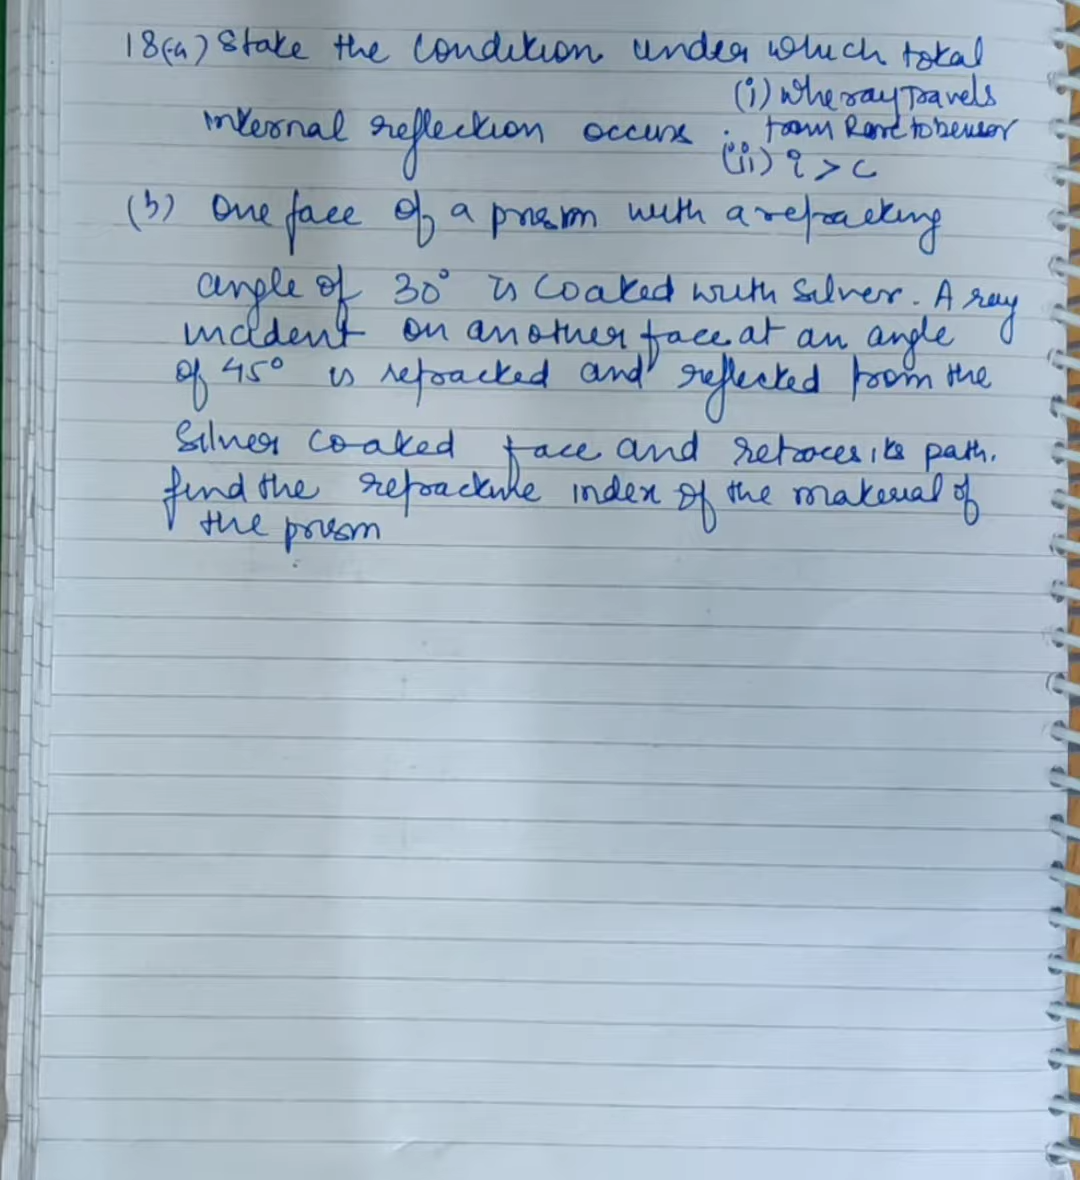 18(a) State the condition under which total
(i) Whe ray Travels
internal reflection occurs . from Rare to Denser
(ii) i > c
(b) One face of a prism with a refracting
angle of 30° is coated with Silver. A ray
incident on another face at an angle
of 45° is refracted and reflected from the
Silver coated face and retraces its path.
find the refractive index of the material of
the prism